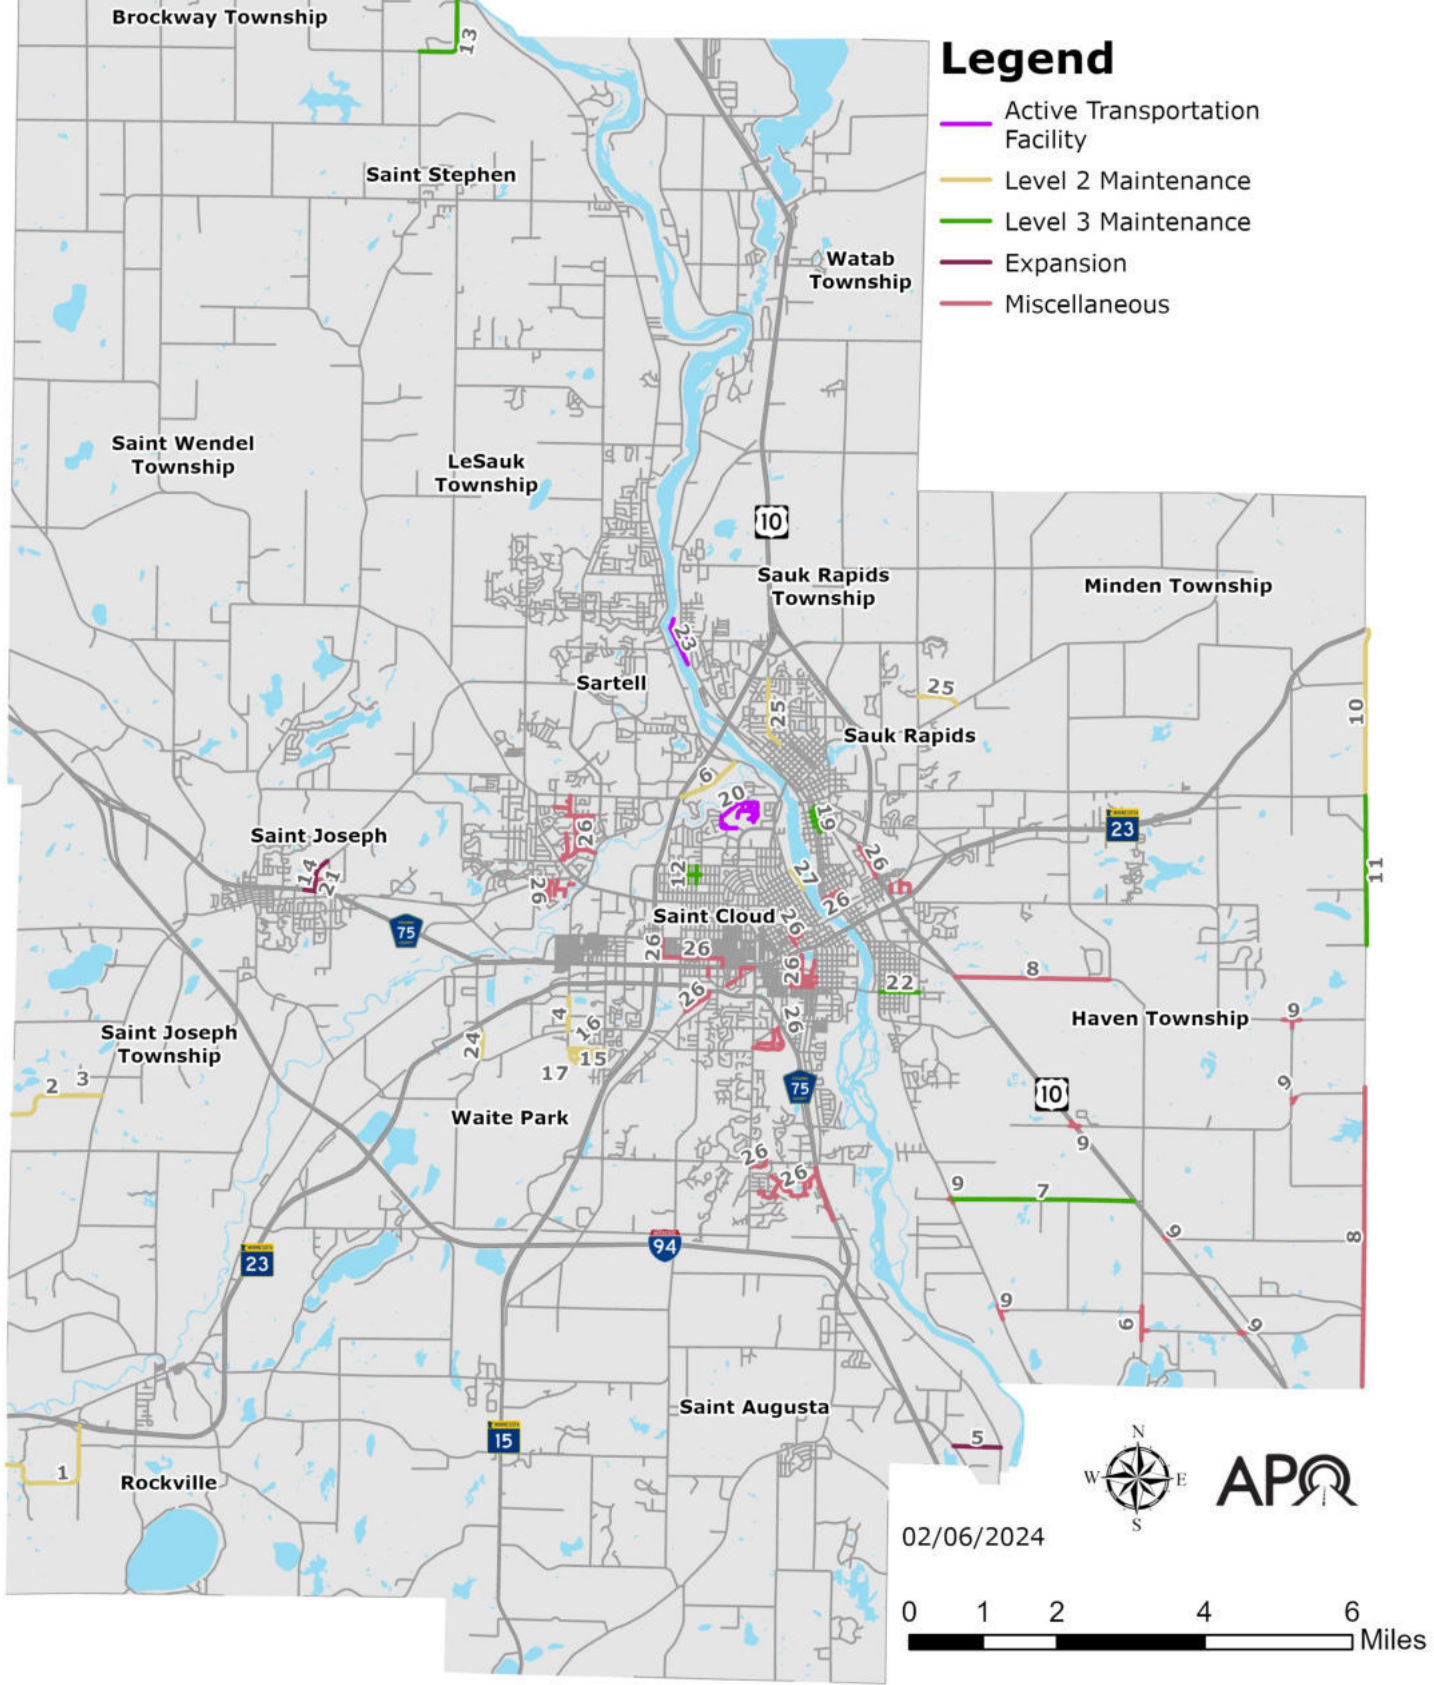 Brockway Township
13
Legend
Active Transportation
Facility
Level 2 Maintenance
Level 3 Maintenance
Expansion
Miscellaneous
Saint Stephen
Watab
Township
Saint Wendel
Township
LeSauk
Township
10
Sauk Rapids
Township
Minden Township
23
Sartell
25
25
10
Sauk Rapids
6
20
19
23
Saint Joseph
26
14
21
26
12
27
26
26
11
Saint Cloud
26
75
26
26
26
8
22
26
4
16
26
9
Haven Township
Saint Joseph
Township
24
15
17
2
3
75
9
10
Waite Park
9
26
26
9
7
9
8
94
23
9
9
9
Saint Augusta
15
5
1
Rockville
N
W
E
S
APO
02/06/2024
0
1
2
4
6
Miles